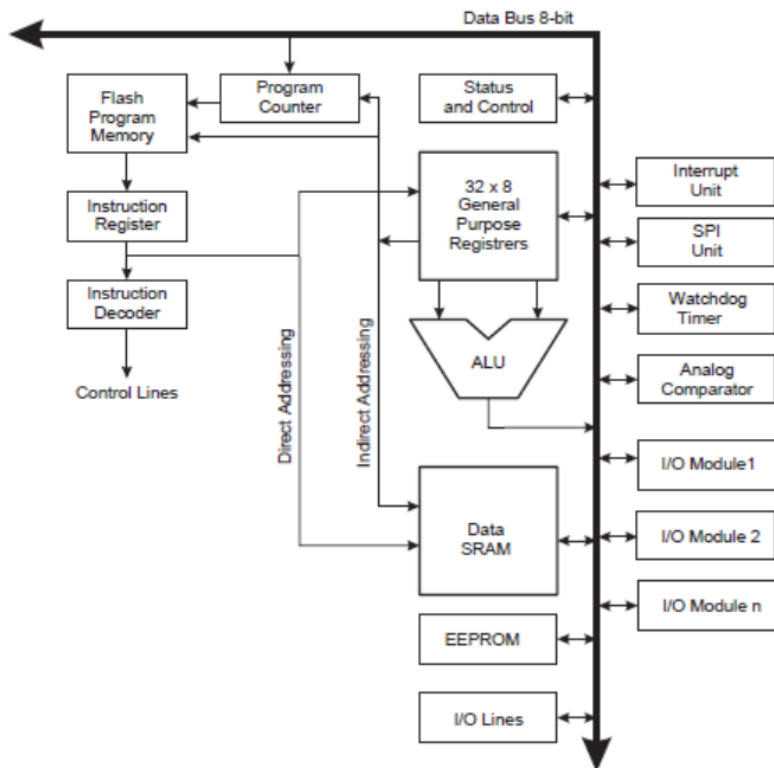 Data Bus 8-bit
Flash
Program
Memory
Program
Counter
Status
and Control
Interrupt
Unit
32 x 8
General
Purpose
Registrers
Instruction
Register
SPI
Unit
Instruction
Decoder
Watchdog
Timer
Control Lines
Direct Addressing
Indirect Addressing
ALU
Analog
Comparator
I/O Module1
Data
SRAM
I/O Module 2
I/O Module n
EEPROM
I/O Lines